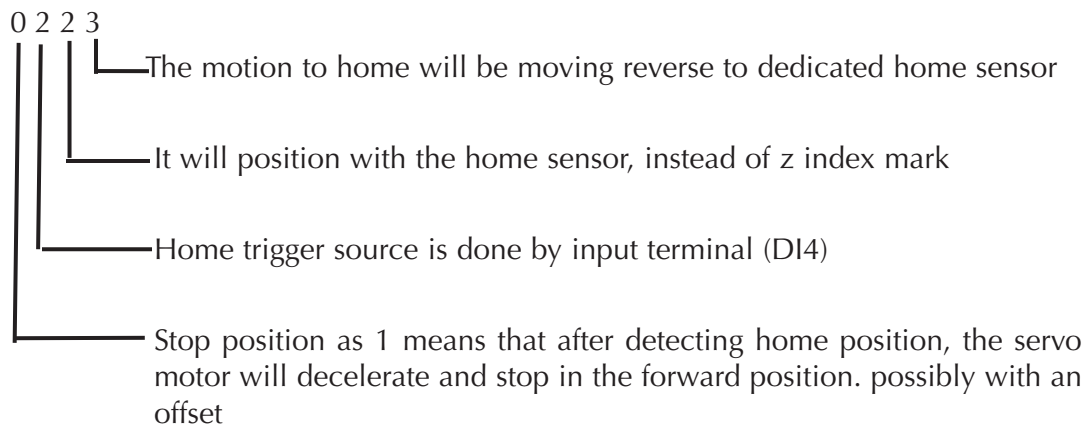 0 2 2 3
The motion to home will be moving reverse to dedicated home sensor
It will position with the home sensor, instead of z index mark
Home trigger source is done by input terminal (DI4)
Stop position as 1 means that after detecting home position, the servo
motor will decelerate and stop in the forward position. possibly with an
offset